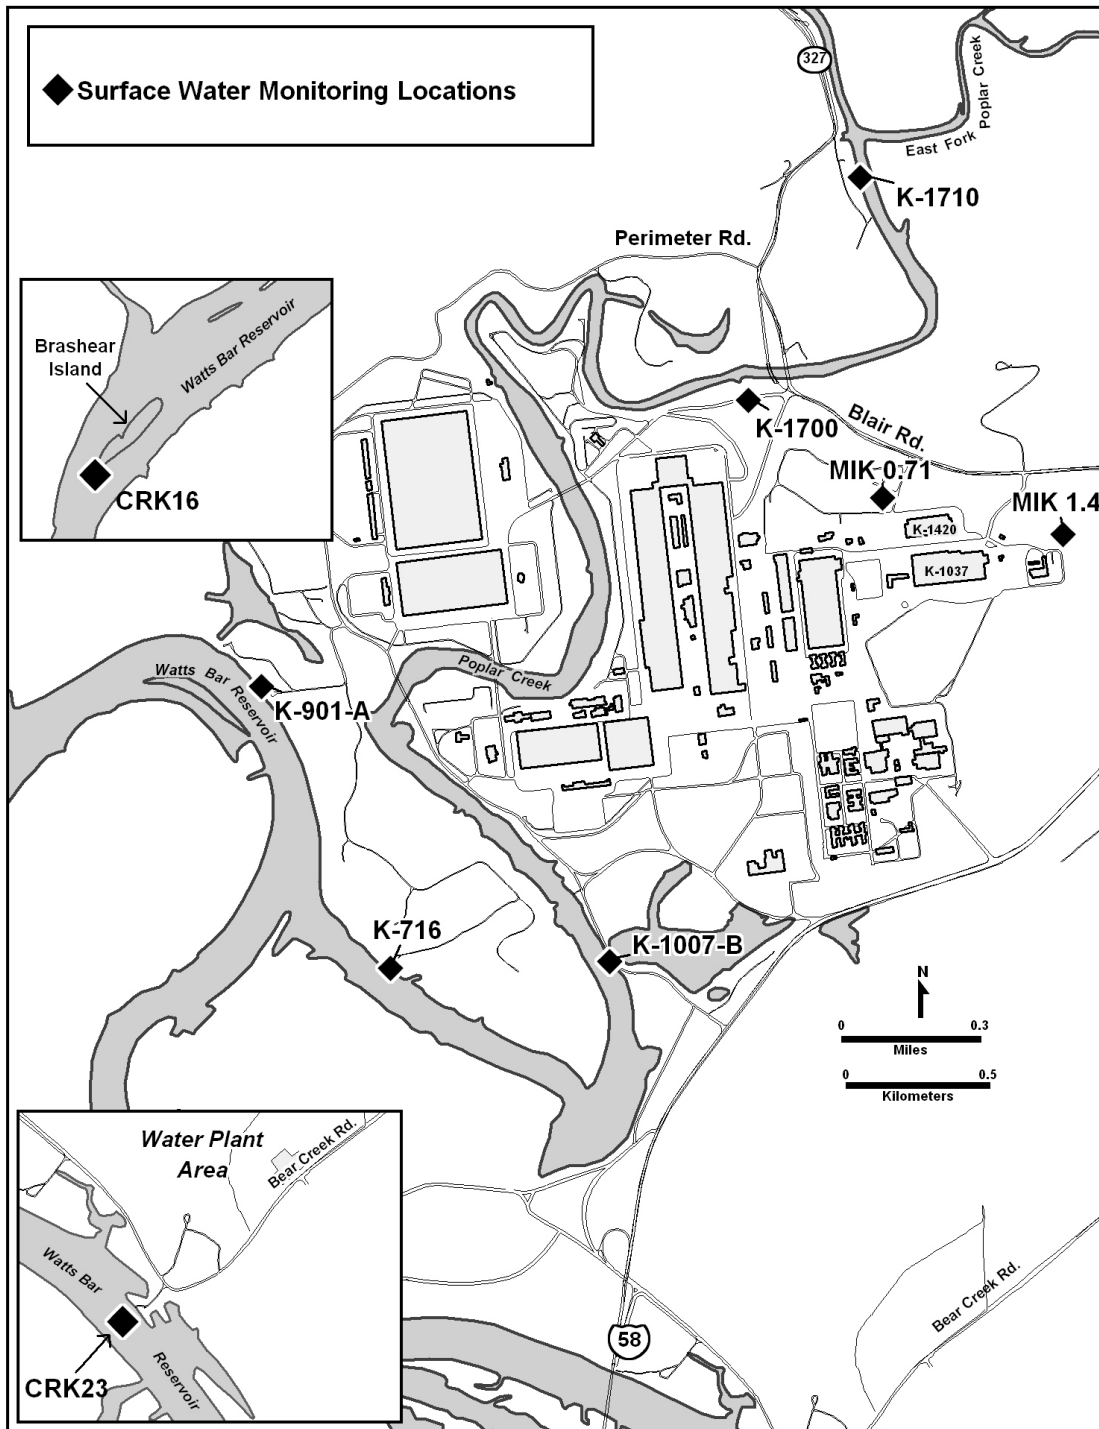 Surface Water Monitoring Locations
327
East Fork Poplar Creek
K-1710
Perimeter Rd.
Brashear
Island
Watts Bar Reservoir
CRK16
K-1700
Blair Rd.
MIK 0.71
MIK 1.4
K-1420
K-1037
Poplar Creek
Watts Bar Reservoir
K-901-A
K-716
K-1007-B
N
0 0.3
Miles
0 0.5
Kilometers
Water Plant
Area
Bear Creek Rd.
Watts Bar
Reservoir
CRK23
58
Bear Creek Rd.